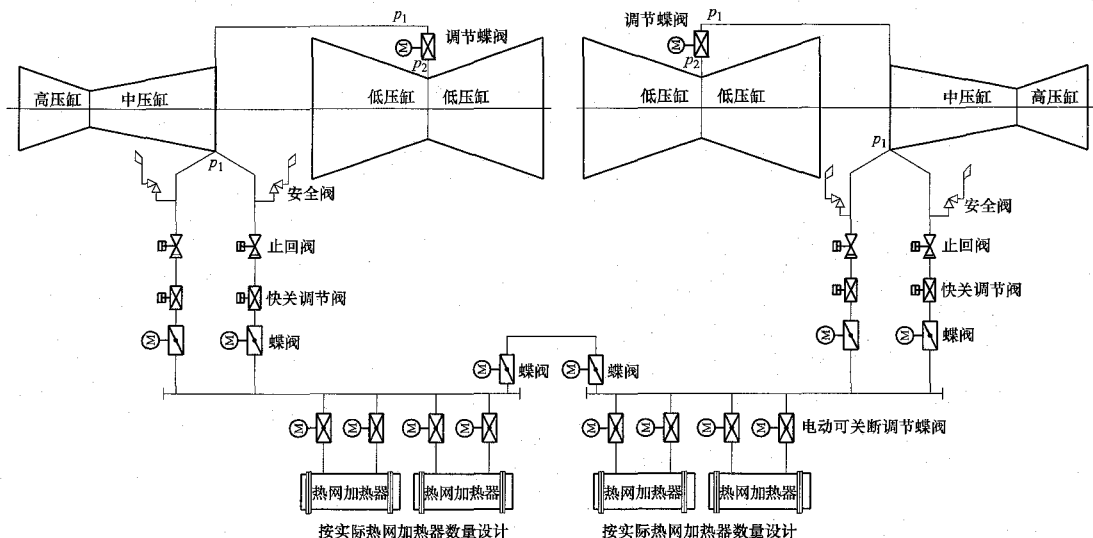 p₁
p₁
调节蝶阀
调节蝶阀
M
M
p₂
p₂
高压缸
中压缸
低压缸
低压缸
低压缸
低压缸
中压缸
高压缸
p₁
p₁
安全阀
安全阀
止回阀
止回阀
快关调节阀
快关调节阀
M
M
蝶阀
M
M
蝶阀
M
蝶阀
M
蝶阀
M
M
M
M
M
M
M
M
电动可关断调节蝶阀
热网加热器
热网加热器
热网加热器
热网加热器
按实际热网加热器数量设计
按实际热网加热器数量设计